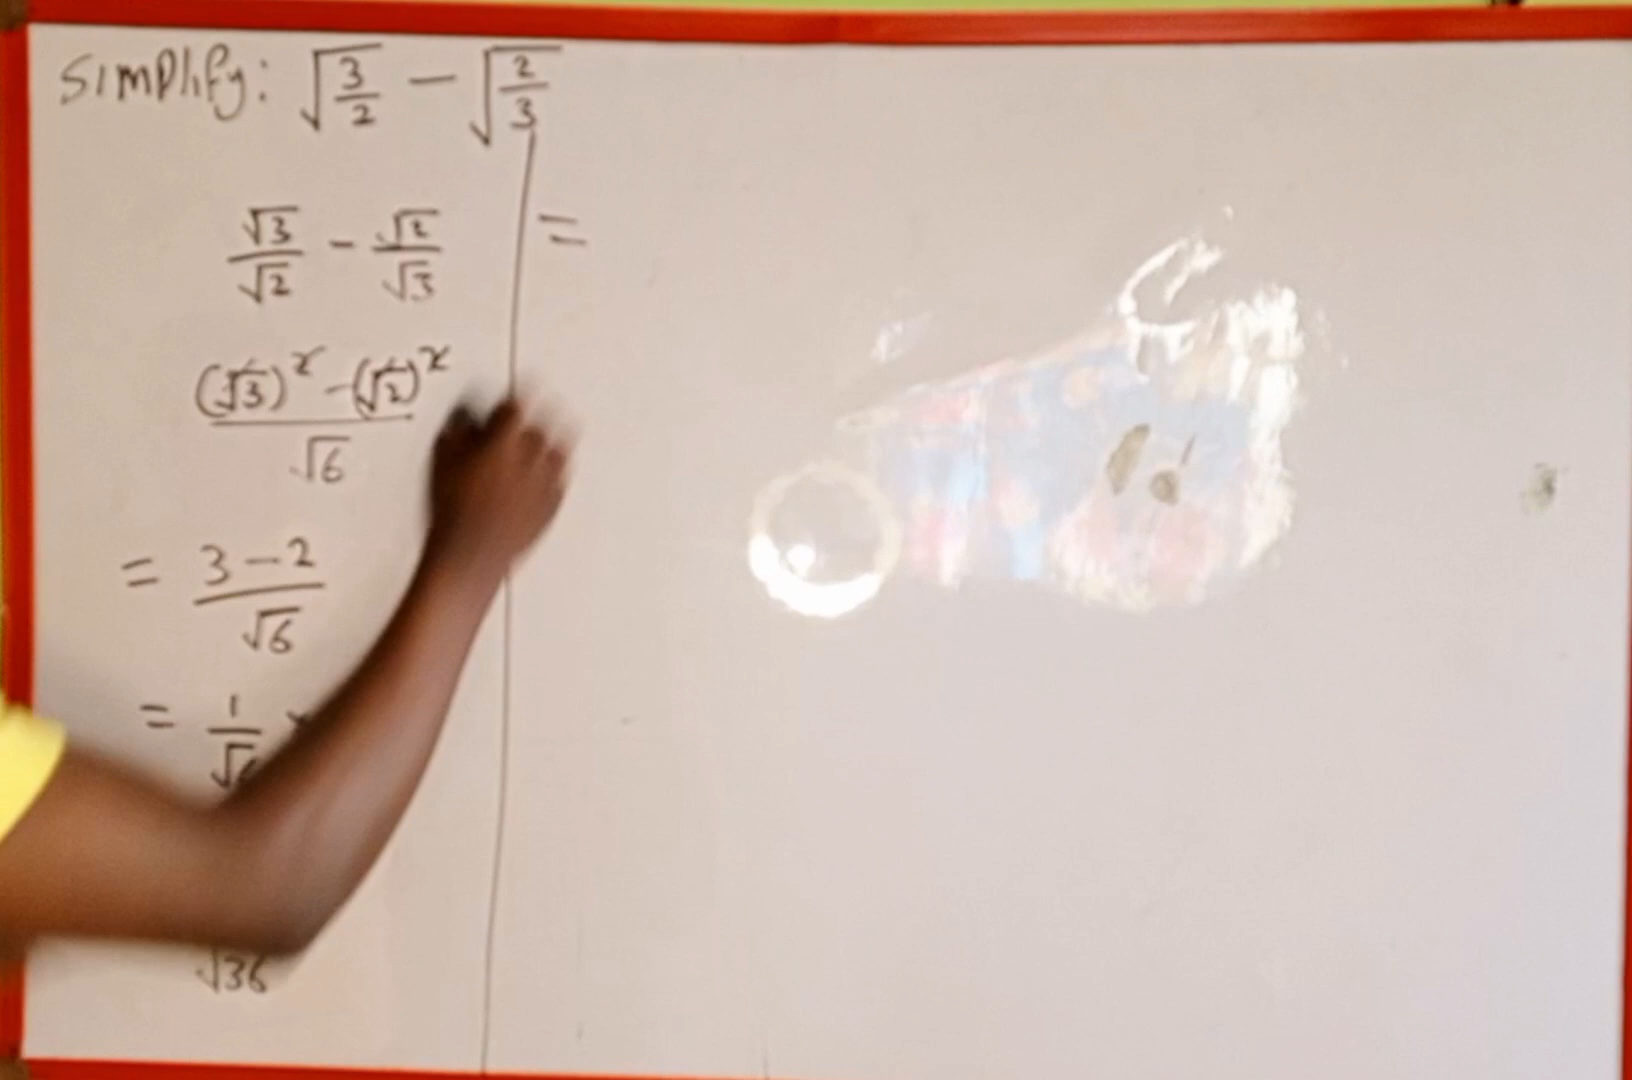 Simplify: √(3/2) − √(2/3)
√3/√2 − √2/√3
((√3)² − (√2)²)/√6
= (3 − 2)/√6
= 1/√6 ×
√36
=